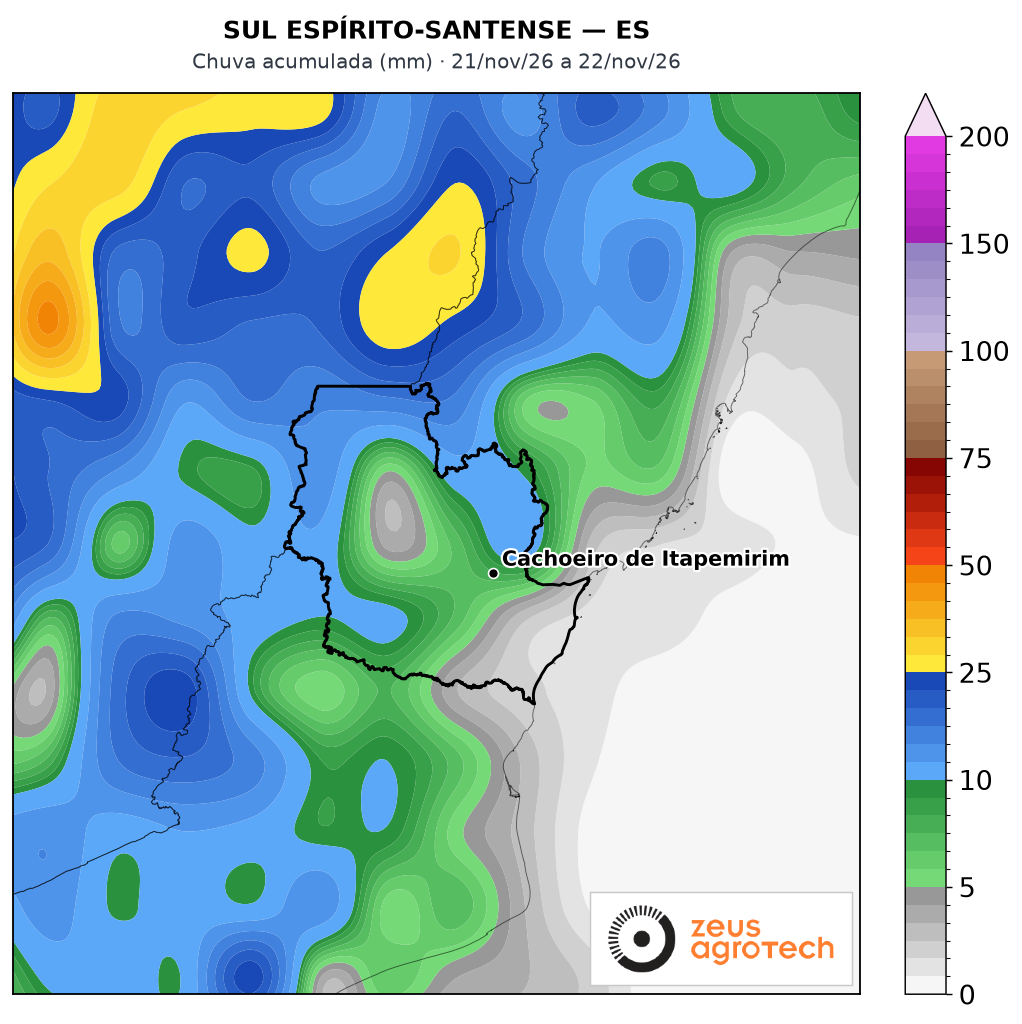 SUL ESPÍRITO-SANTENSE — ES
Chuva acumulada (mm) · 21/nov/26 a 22/nov/26
200
150
100
75
50
25
10
5
0
Cachoeiro de Itapemirim
zeus
agrotech